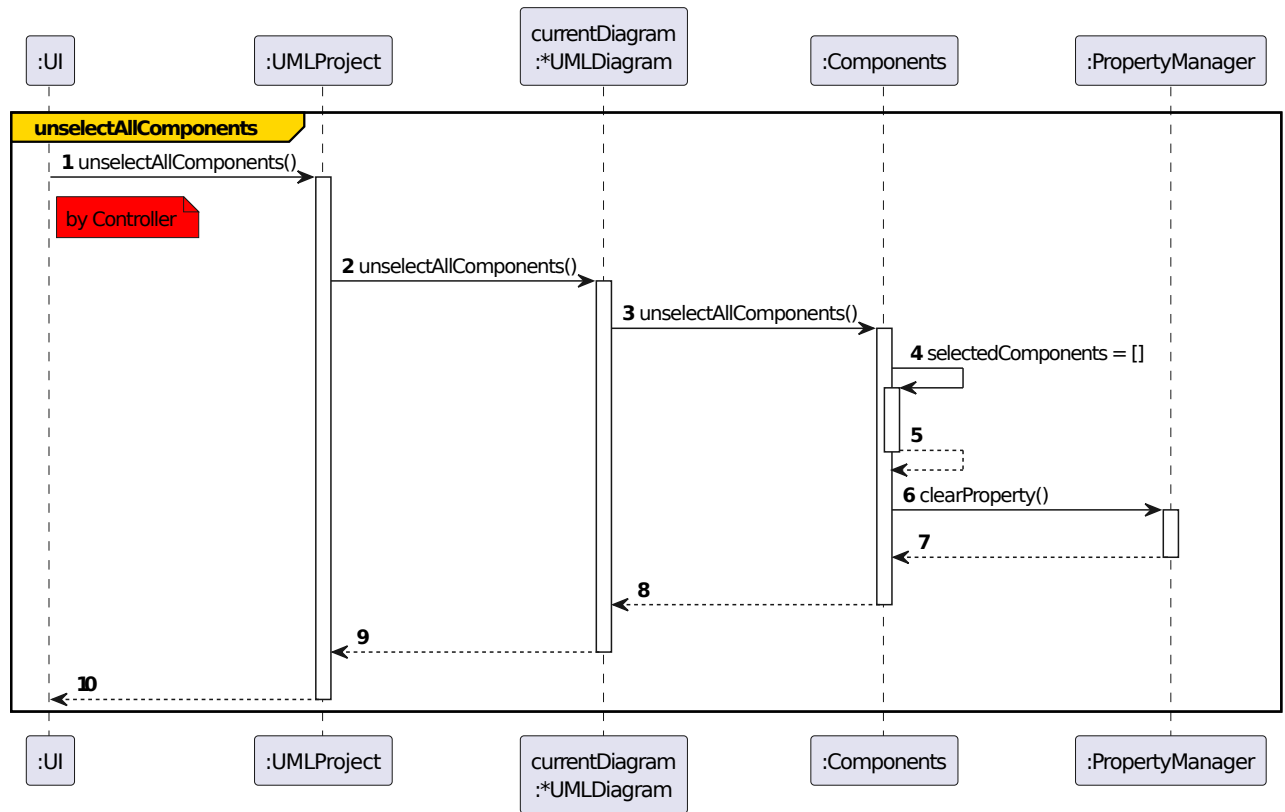 :UI
:UMLProject
currentDiagram
:*UMLDiagram
:Components
:PropertyManager
unselectAllComponents
1 unselectAllComponents()
by Controller
2 unselectAllComponents()
3 unselectAllComponents()
4 selectedComponents = []
5
6 clearProperty()
7
8
9
10
:UI
:UMLProject
currentDiagram
:*UMLDiagram
:Components
:PropertyManager